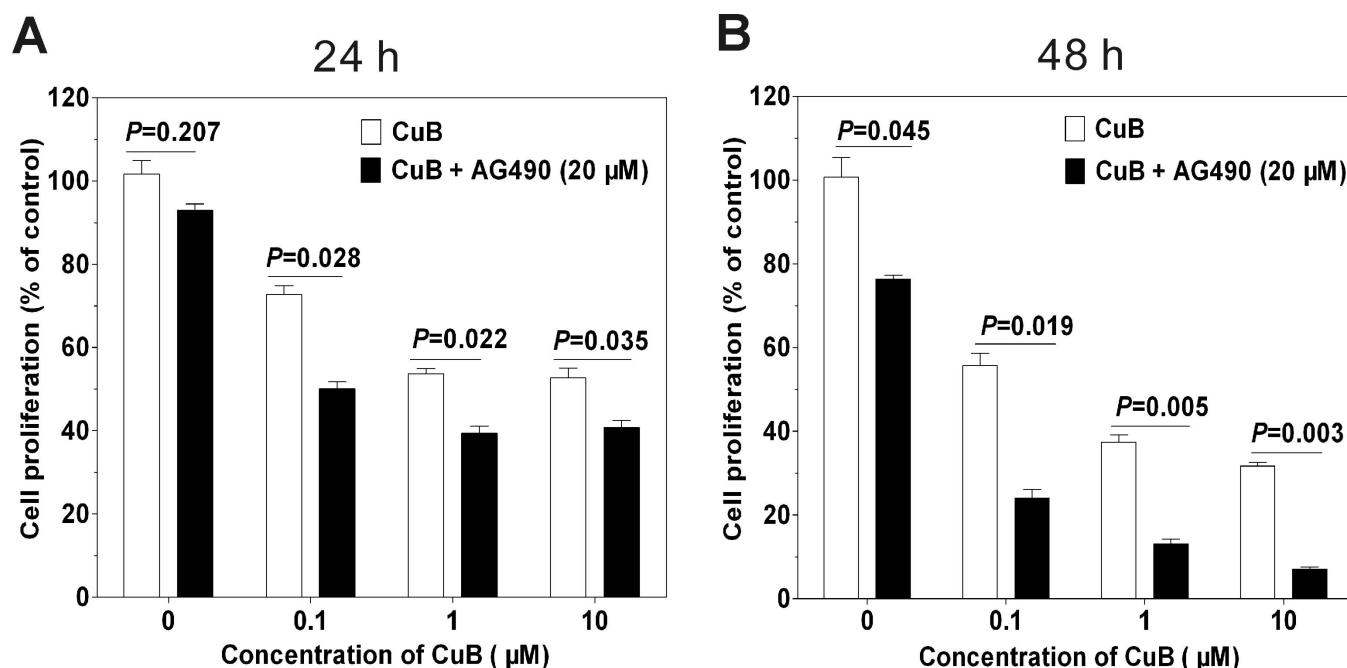 A
24 h
120
100
80
60
40
20
0
Cell proliferation (% of control)
P=0.207
P=0.028
P=0.022
P=0.035
CuB
CuB + AG490 (20 µM)
0 0.1 1 10
Concentration of CuB ( µM)
B
48 h
120
100
80
60
40
20
0
Cell proliferation (% of control)
P=0.045
P=0.019
P=0.005
P=0.003
CuB
CuB + AG490 (20 µM)
0 0.1 1 10
Concentration of CuB ( µM)